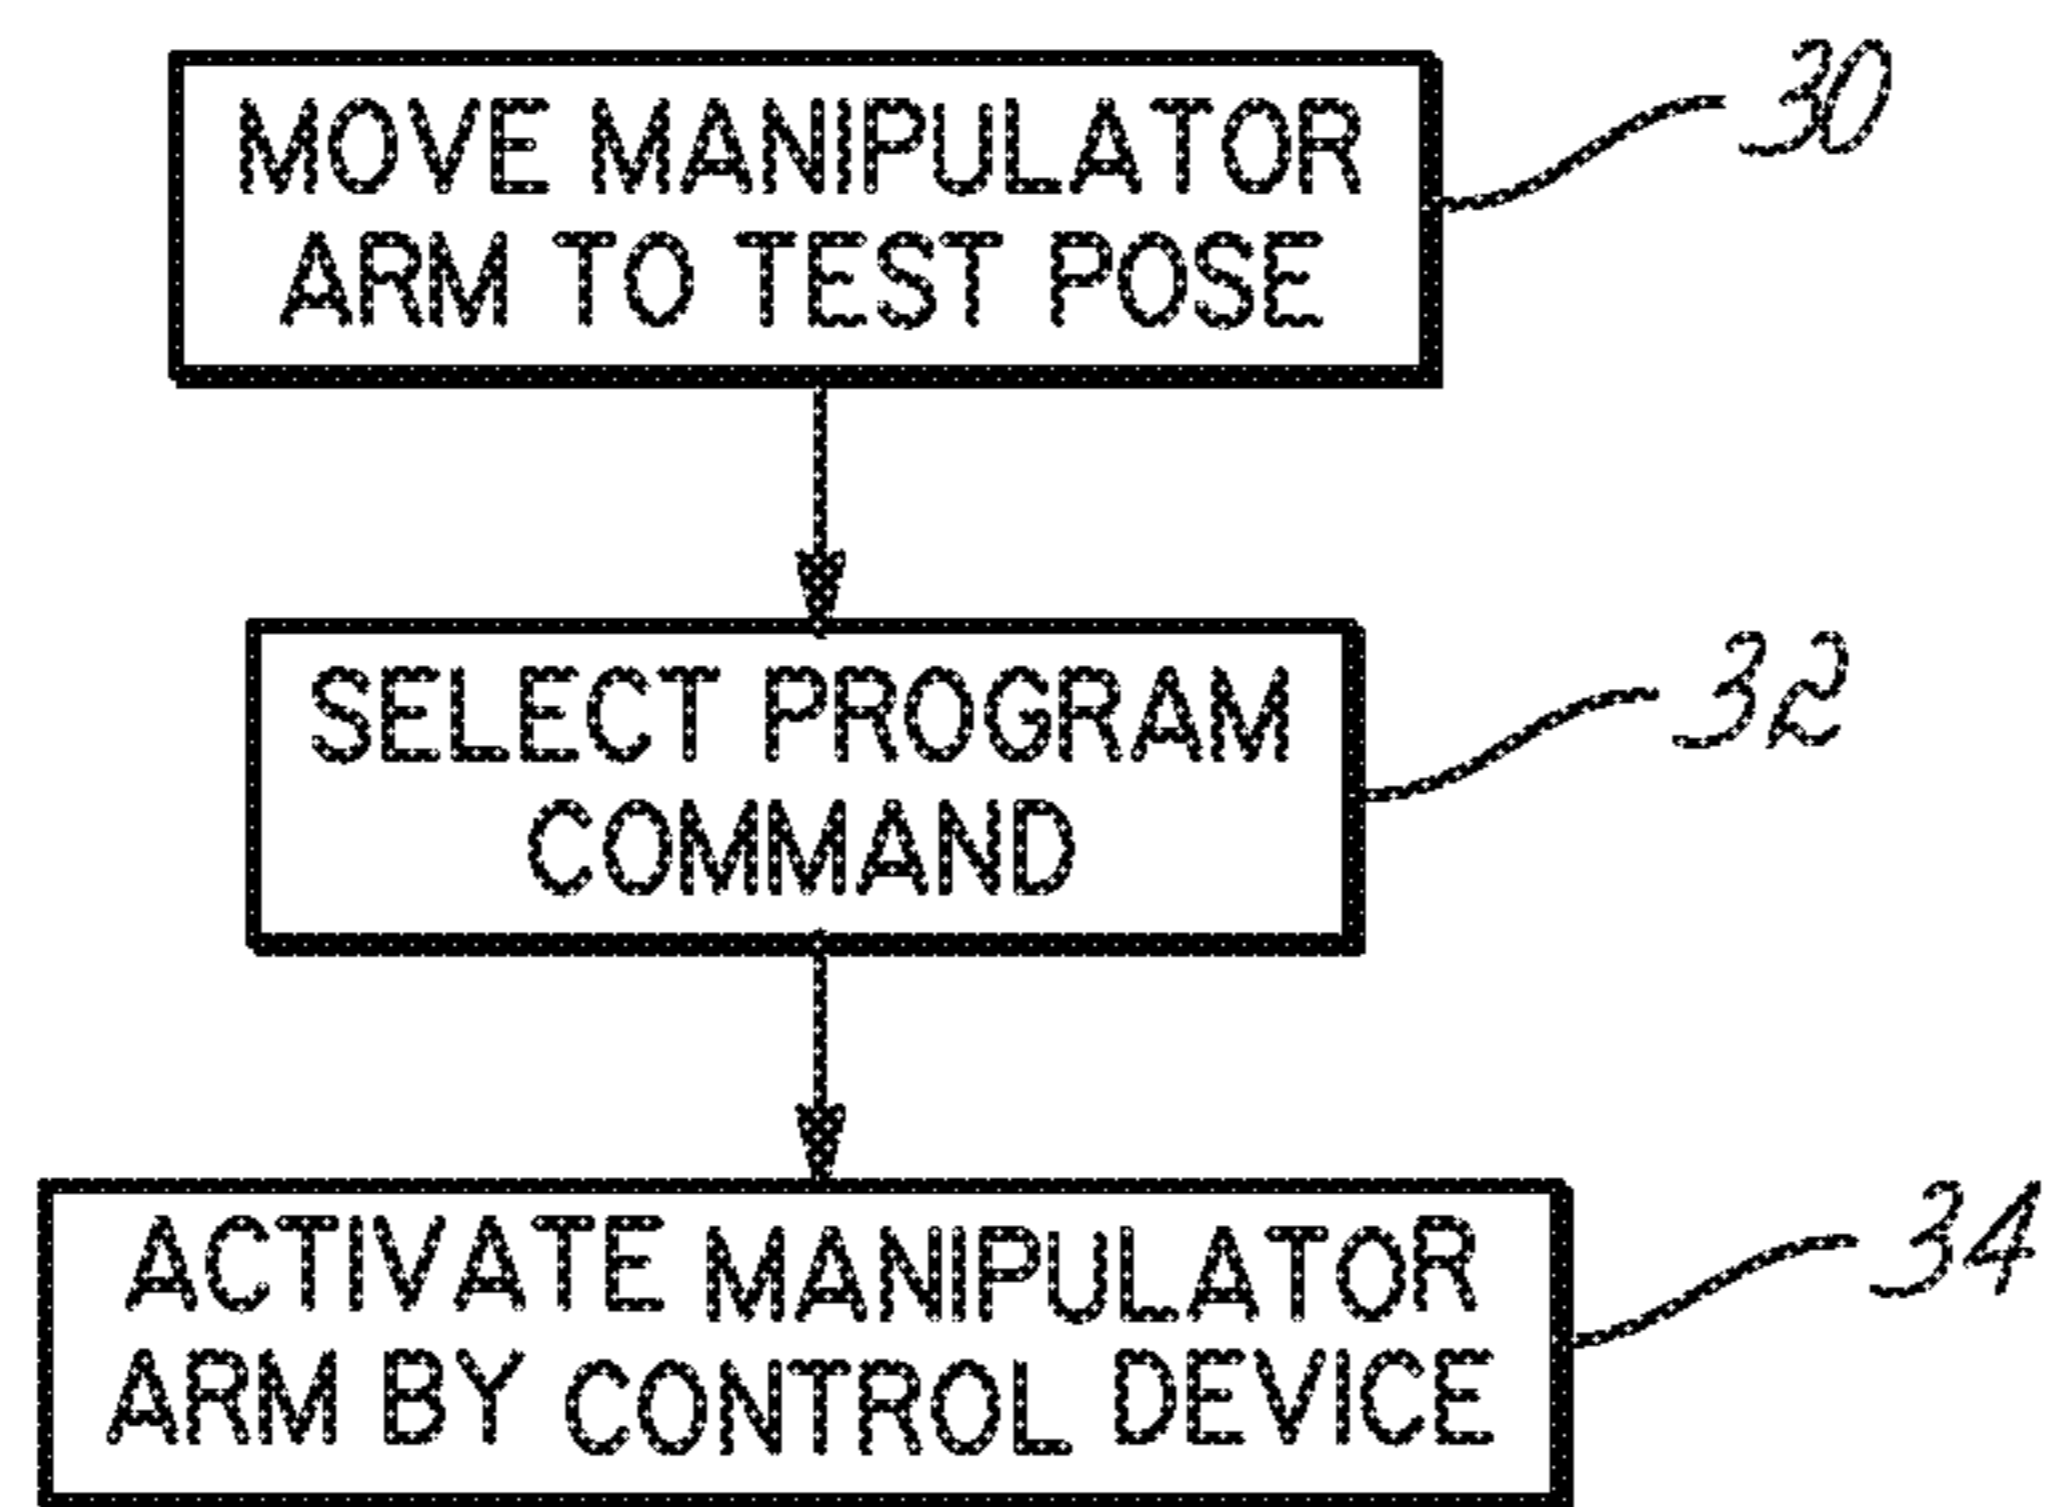 MOVE MANIPULATOR
ARM TO TEST POSE
30
SELECT PROGRAM
COMMAND
32
ACTIVATE MANIPULATOR
ARM BY CONTROL DEVICE
34